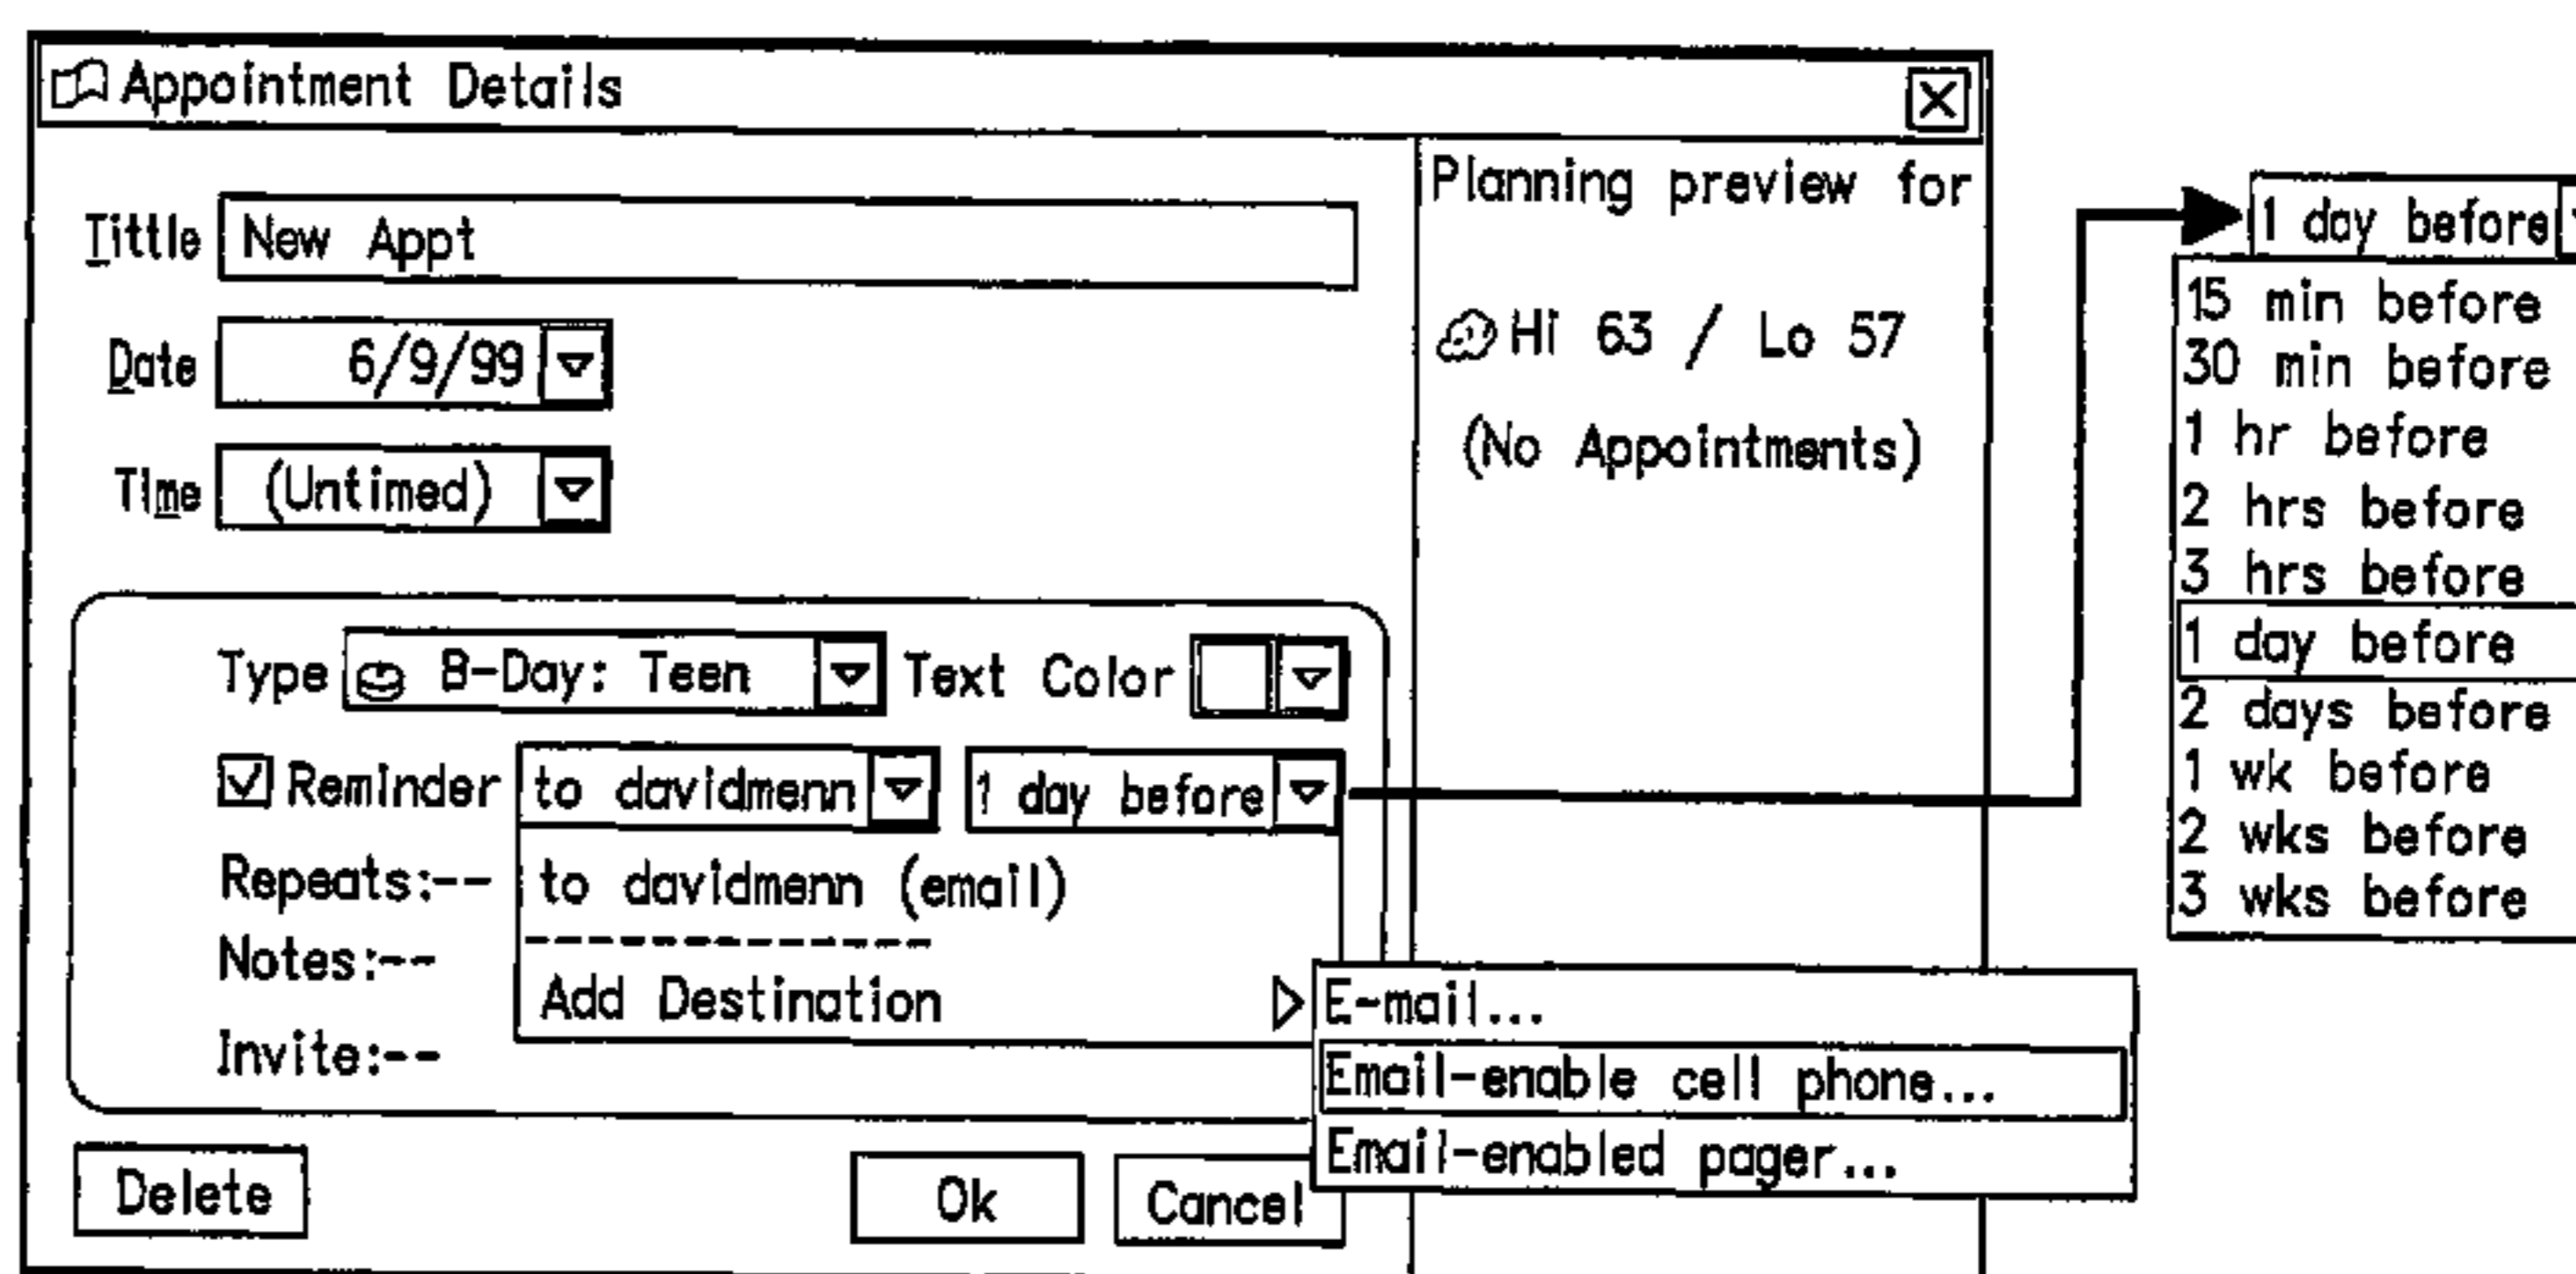 Appointment Details
Planning preview for
Tittle New Appt
Date 6/9/99
Hi 63 / Lo 57
Time (Untimed)
(No Appointments)
Type B-Day: Teen Text Color
Reminder to davidmenn 1 day before
Repeats:-- to davidmenn (email)
Notes:--
Add Destination
Invite:--
E-mail...
Email-enable cell phone...
Email-enabled pager...
Delete Ok Cancel
1 day before
15 min before
30 min before
1 hr before
2 hrs before
3 hrs before
1 day before
2 days before
1 wk before
2 wks before
3 wks before